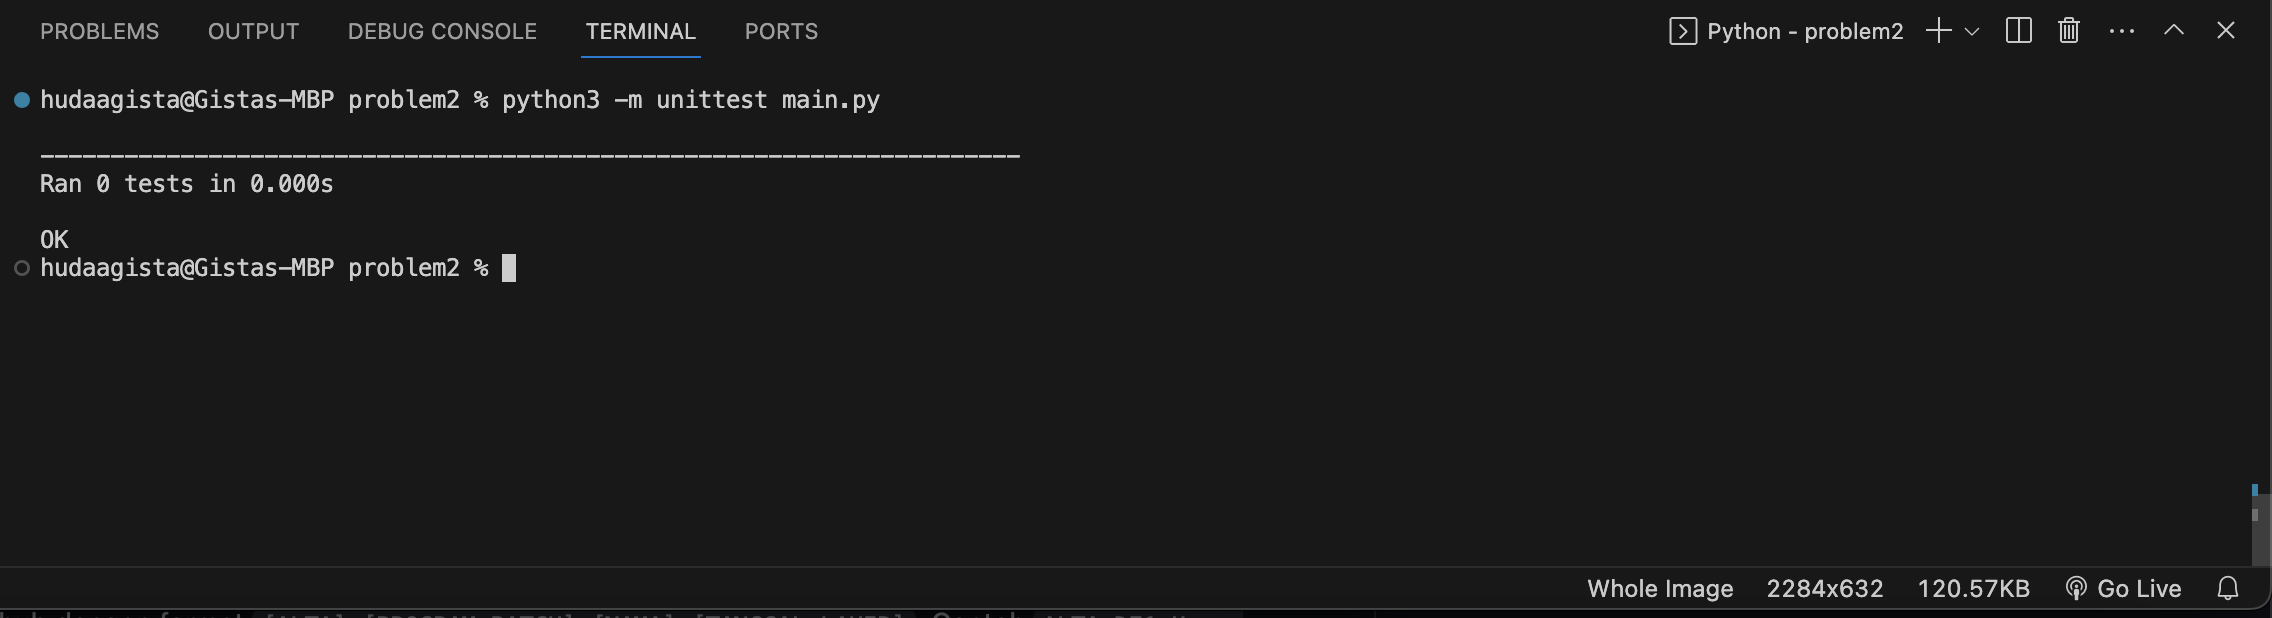 PROBLEMS OUTPUT DEBUG CONSOLE TERMINAL PORTS Python - problem2
hudaagista@Gistas-MBP problem2 % python3 -m unittest main.py
----------------------------------------------------------------------
Ran 0 tests in 0.000s
OK
hudaagista@Gistas-MBP problem2 %
Whole Image 2284x632 120.57KB Go Live